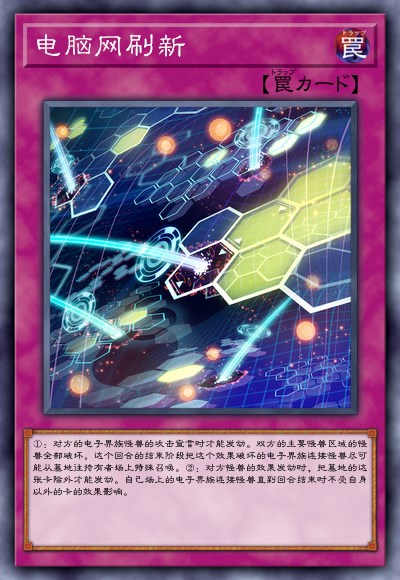 电脑网刷新
トラップ
罠
トラップ
【罠カード】
①：对方的电子界族怪兽的攻击宣言时才能发动。双方的主要怪兽区域的怪
兽全部破坏。这个回合的结束阶段把这个效果破坏的电子界族连接怪兽尽可
能从墓地往持有者场上特殊召唤。②：对方怪兽的效果发动时，把墓地的这
张卡除外才能发动。自己场上的电子界族连接怪兽直到回合结束时不受自身
以外的卡的效果影响。